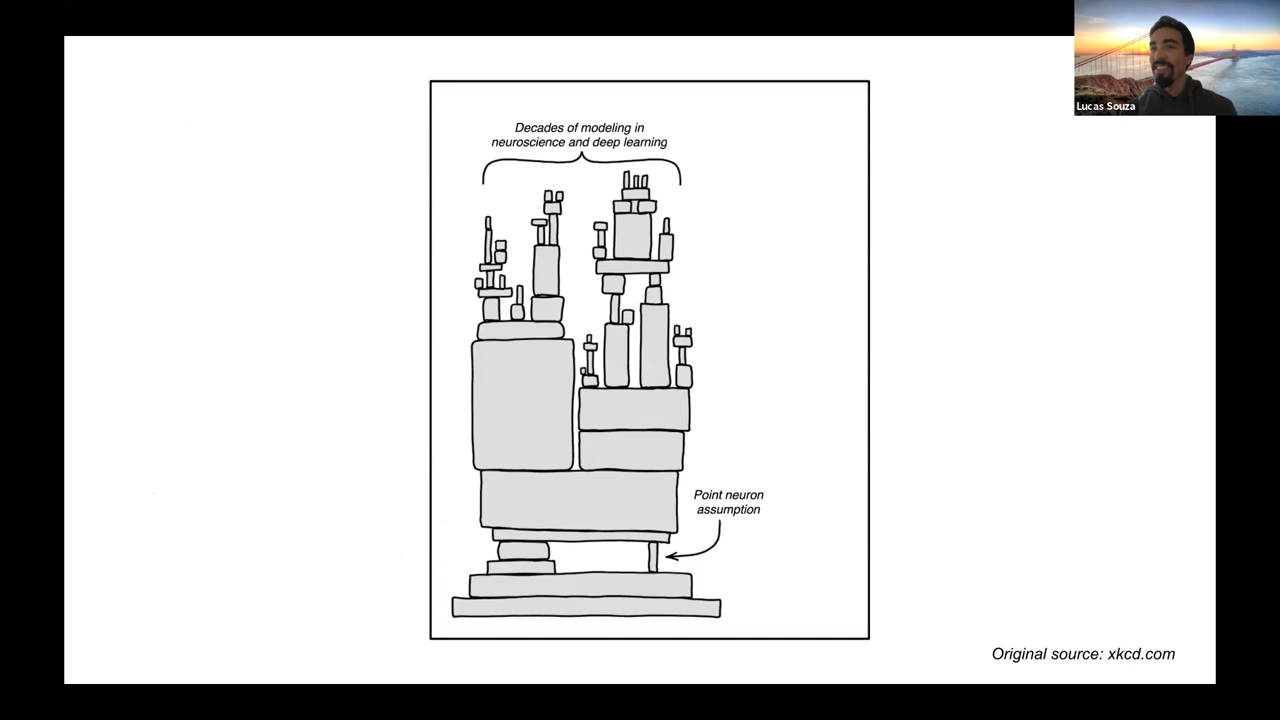 Lucas Souza
Decades of modeling in
neuroscience and deep learning
Point neuron
assumption
Original source: xkcd.com